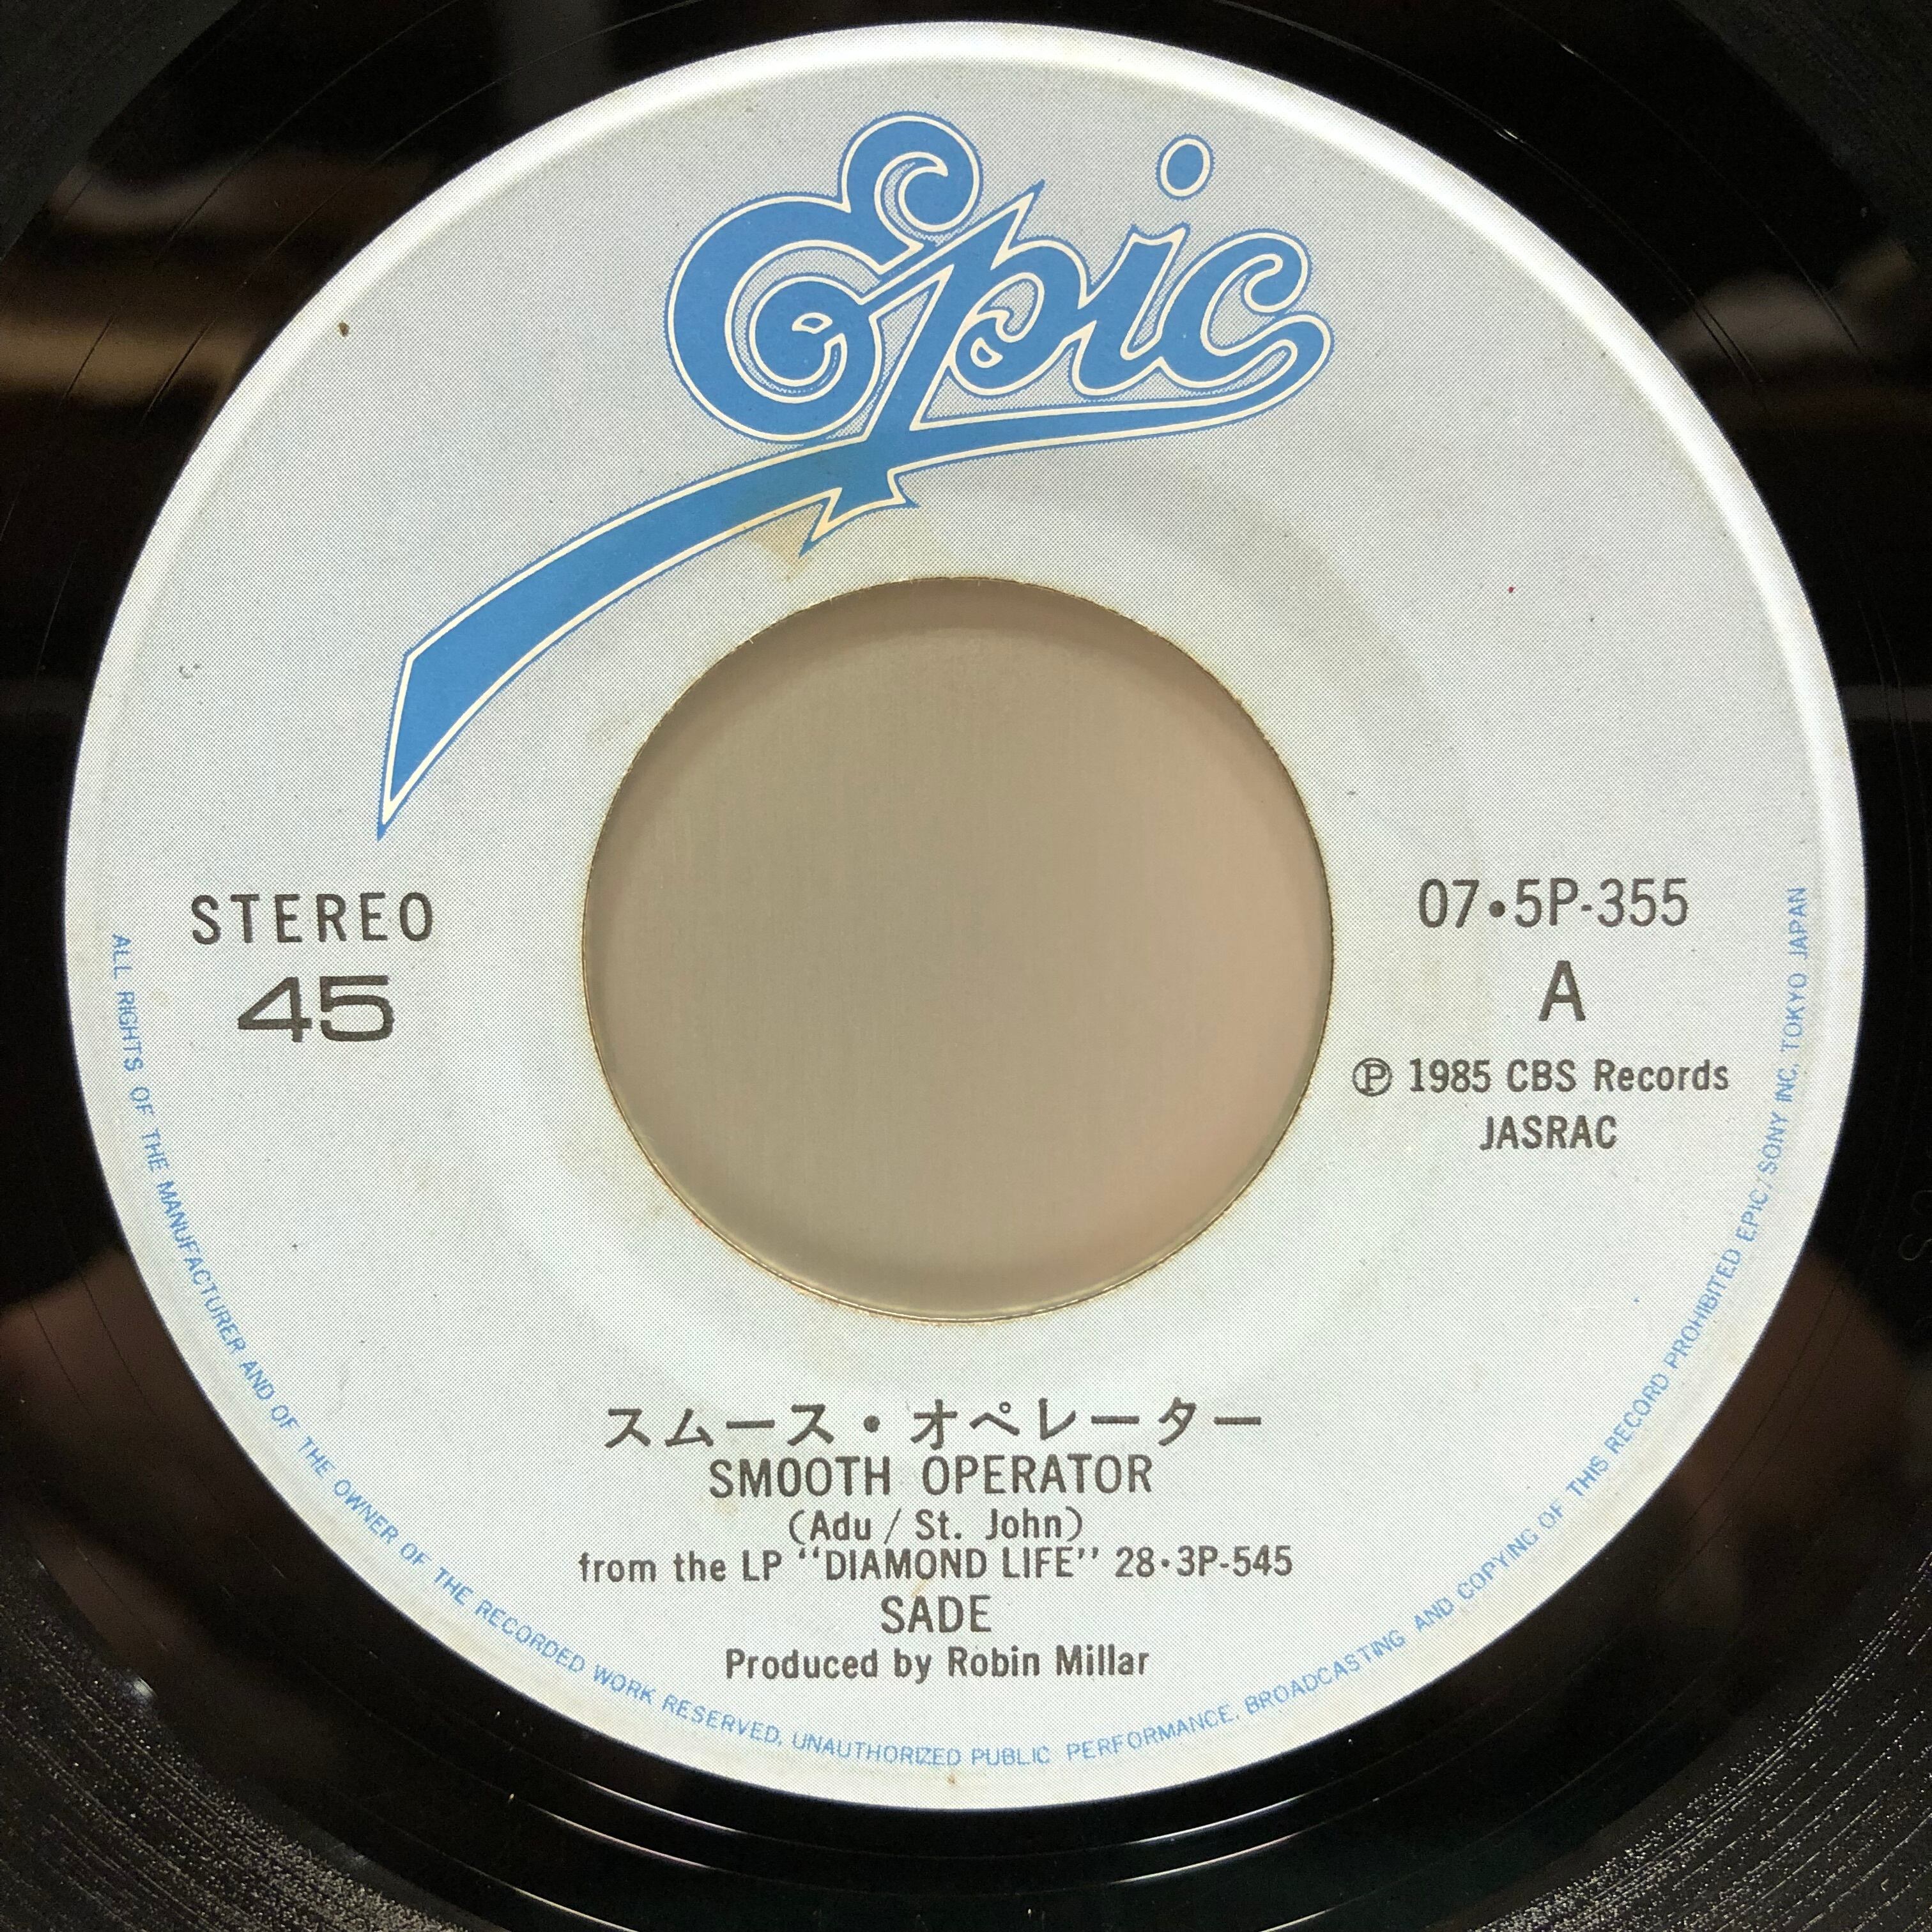 Epic
STEREO
45
07•5P-355
A
Ⓟ 1985 CBS Records
JASRAC
スムース・オペレーター
SMOOTH OPERATOR
(Adu / St. John)
from the LP "DIAMOND LIFE" 28・3P-545
SADE
Produced by Robin Millar
ALL RIGHTS OF THE MANUFACTURER AND OF THE OWNER OF THE RECORDED WORK RESERVED, UNAUTHORIZED PUBLIC PERFORMANCE, BROADCASTING AND COPYING OF THIS RECORD PROHIBITED EPIC/SONY INC. TOKYO JAPAN